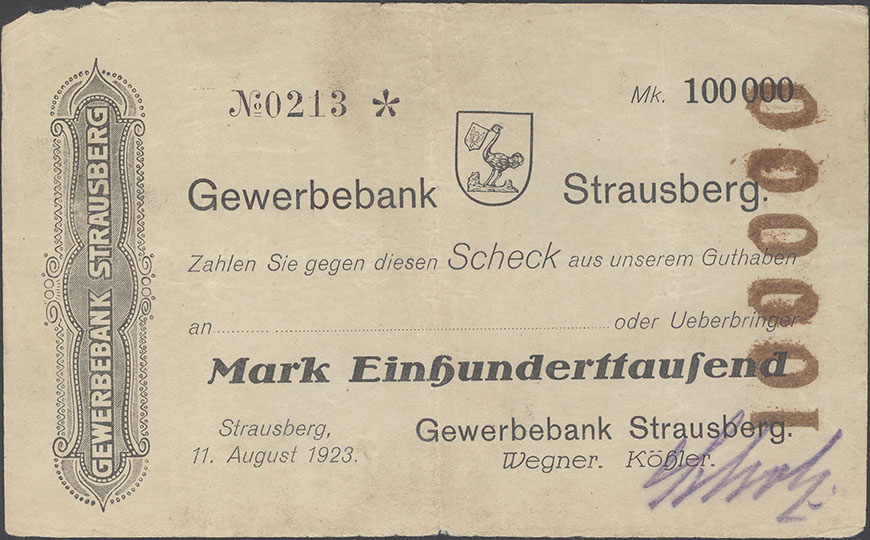 GEWERBEBANK STRAUSBERG
№0213 *
Mk. 100000
Gewerbebank Strausberg.
Zahlen Sie gegen diesen Scheck aus unserem Guthaben
an oder Ueberbringer
Mark Einhunderttausend
Strausberg,
11. August 1923.
Gewerbebank Strausberg.
Wegner. Kößler.
100000